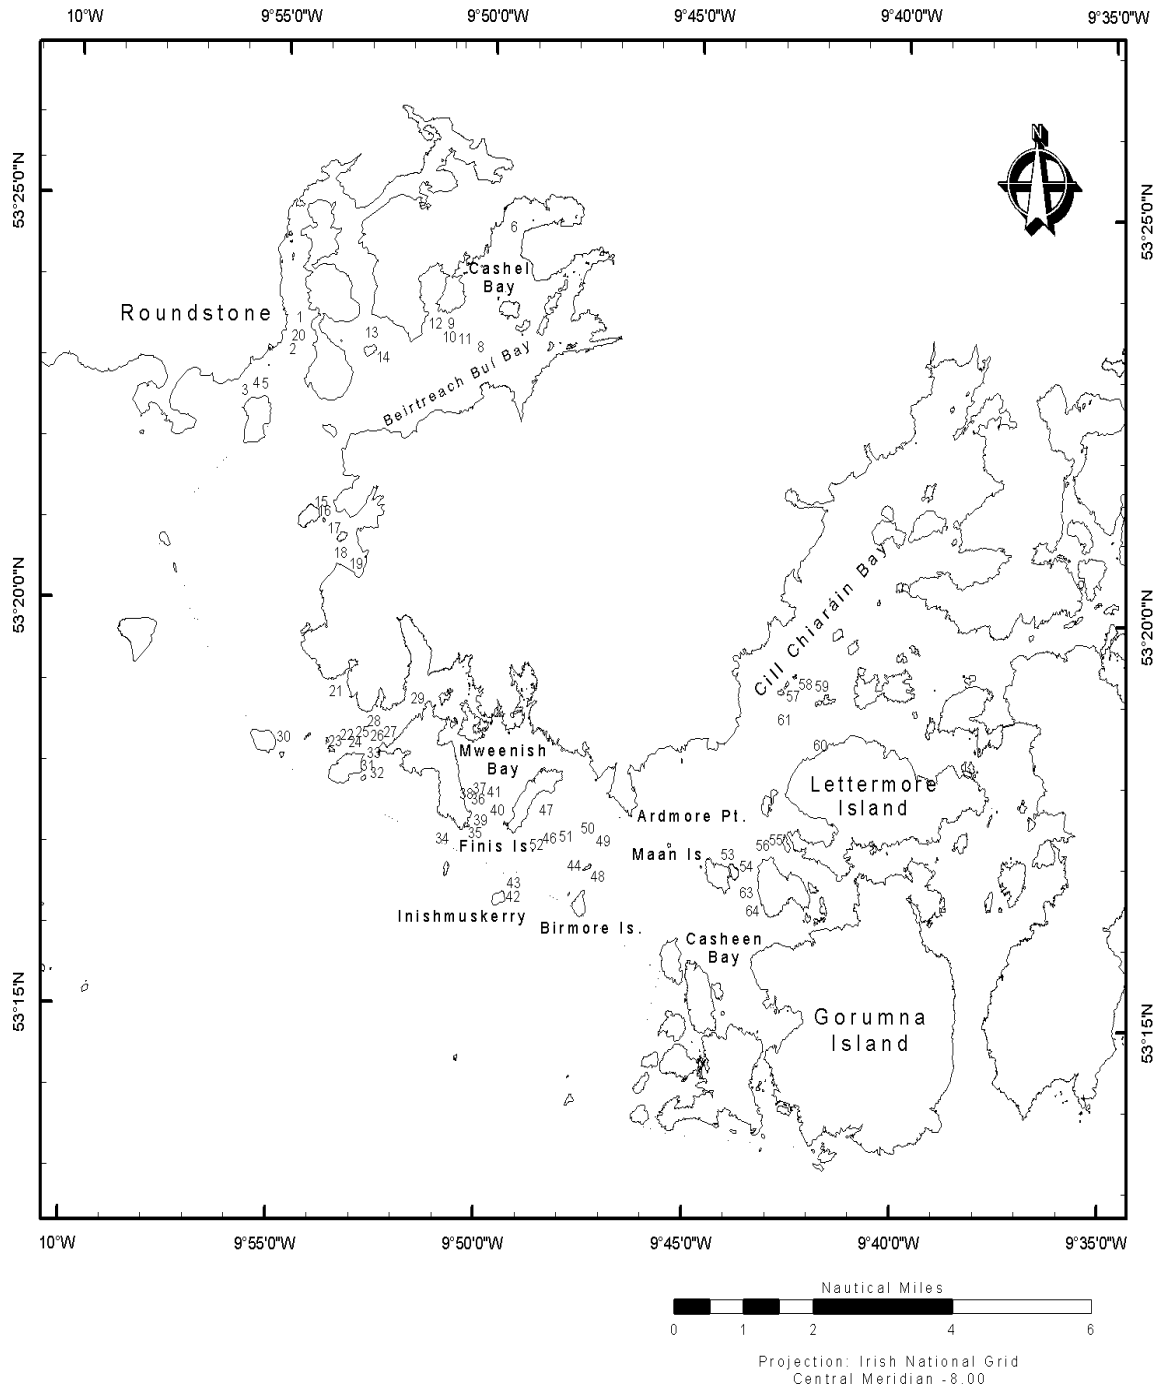 10°W 9°55'0"W 9°50'0"W 9°45'0"W 9°40'0"W 9°35'0"W
N
53°25'0"N
53°25'0"N
6
Cashel
Bay
Roundstone
1
20
2
12 9
10 11
8
13
14
3 45
Beirtreach Bui Bay
15
16
17
18
19
53°20'0"N
53°20'0"N
Cill Chiaráin Bay
21
29
58 59
57
61
28
30
23 22 25 26 27
24
33
31
32
60
Mweenish
Bay
Lettermore
Island
38 37 41
36
40 47
39
35
34
Ardmore Pt.
50
46 51
49
52
Finis Is.
56 55
Maan Is.
53
54
44
48
43
42
63
64
Inishmuskerry
Birmore Is.
Casheen
Bay
53°15'N
53°15'N
Gorumna
Island
10°W 9°55'0"W 9°50'0"W 9°45'0"W 9°40'0"W 9°35'0"W
Nautical Miles
0 1 2 4 6
Projection: Irish National Grid
Central Meridian -8.00